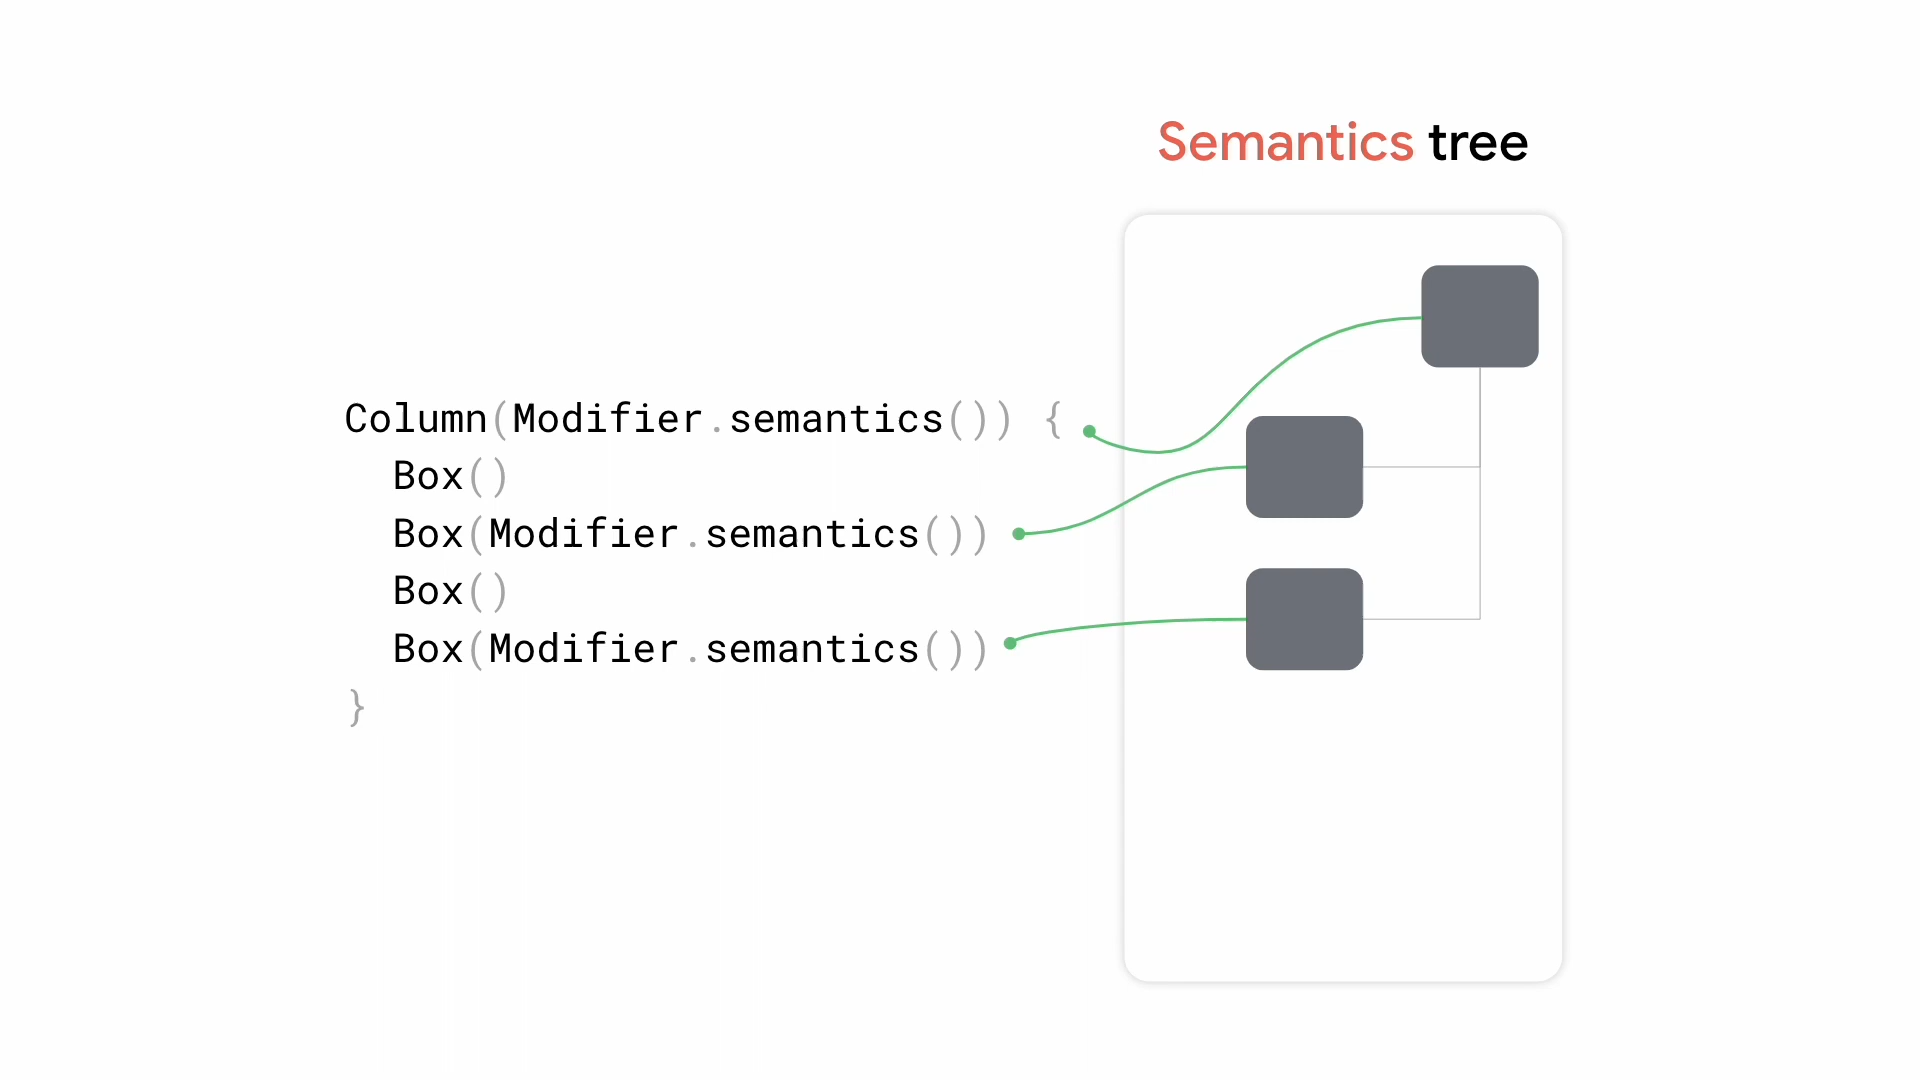 Semantics tree
Column(Modifier.semantics()) {
Box()
Box(Modifier.semantics())
Box()
Box(Modifier.semantics())
}